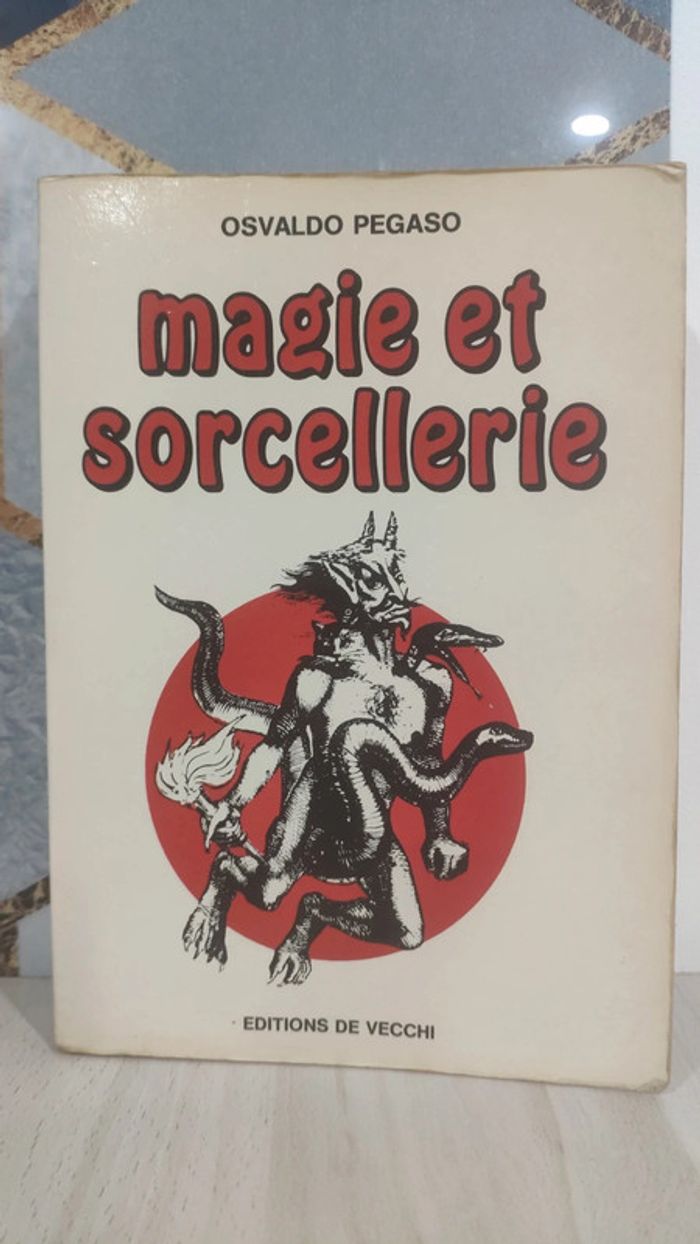 OSVALDO PEGASO
magie et
sorcellerie
EDITIONS DE VECCHI